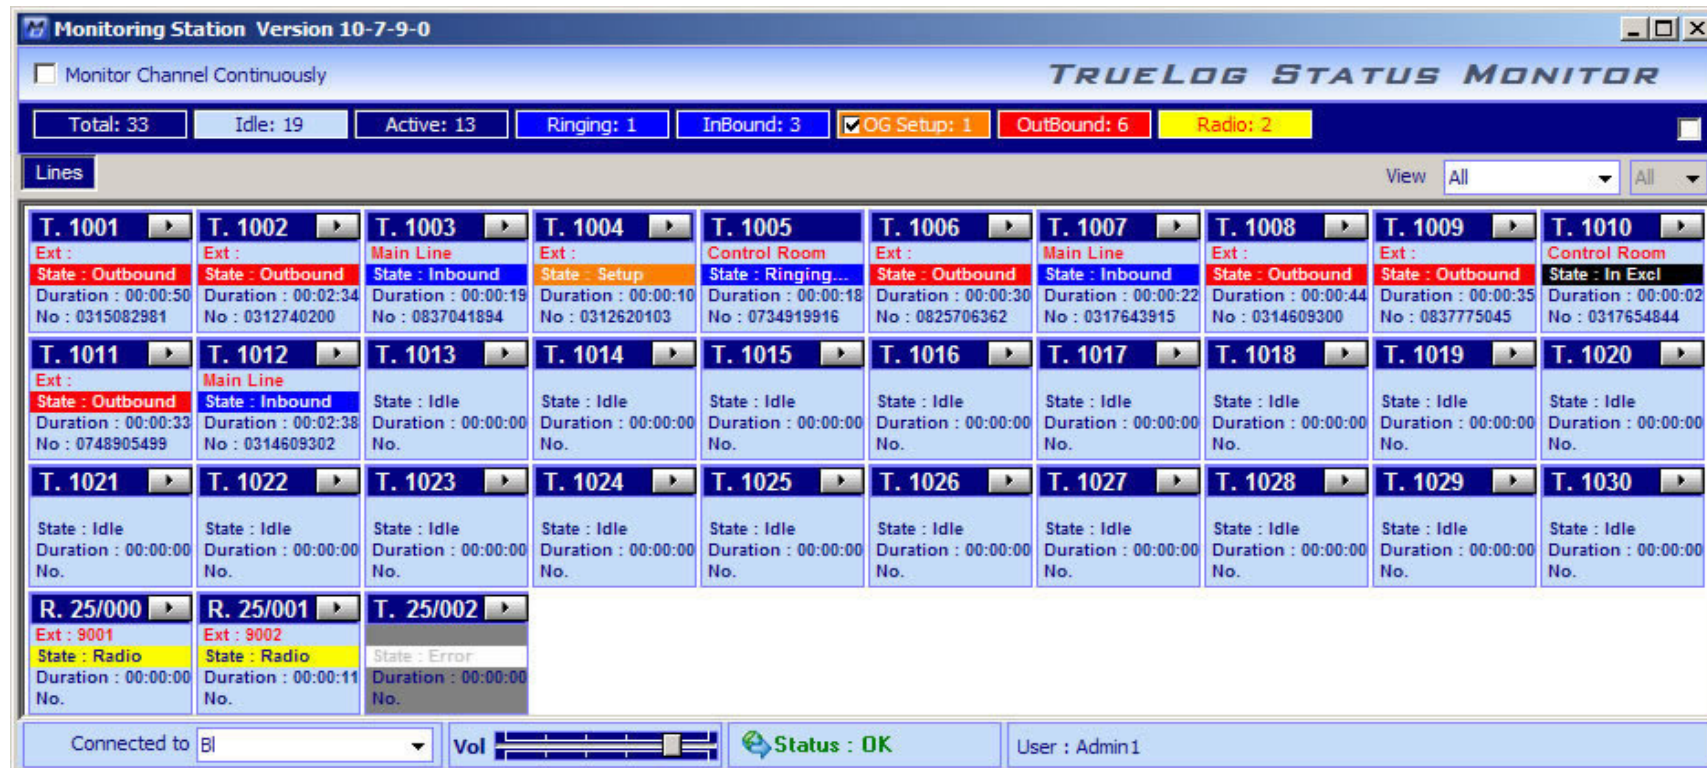 Monitoring Station Version 10-7-9-0
Monitor Channel Continuously
TRUELOG STATUS MONITOR
Total: 33 Idle: 19 Active: 13 Ringing: 1 InBound: 3 OG Setup: 1 OutBound: 6 Radio: 2
Lines View All All
T. 1001 T. 1002 T. 1003 T. 1004 T. 1005 T. 1006 T. 1007 T. 1008 T. 1009 T. 1010
Ext : Ext : Main Line Ext : Control Room Ext : Main Line Ext : Ext : Control Room
State : Outbound State : Outbound State : Inbound State : Setup State : Ringing... State : Outbound State : Inbound State : Outbound State : Outbound State : In Excl
Duration : 00:00:50 Duration : 00:02:34 Duration : 00:00:19 Duration : 00:00:10 Duration : 00:00:18 Duration : 00:00:30 Duration : 00:00:22 Duration : 00:00:44 Duration : 00:00:35 Duration : 00:00:02
No : 0315082981 No : 0312740200 No : 0837041894 No : 0312620103 No : 0734919916 No : 0825706362 No : 0317643915 No : 0314609300 No : 0837775045 No : 0317654844
T. 1011 T. 1012 T. 1013 T. 1014 T. 1015 T. 1016 T. 1017 T. 1018 T. 1019 T. 1020
Ext : Main Line
State : Outbound State : Inbound State : Idle State : Idle State : Idle State : Idle State : Idle State : Idle State : Idle State : Idle
Duration : 00:00:33 Duration : 00:02:38 Duration : 00:00:00 Duration : 00:00:00 Duration : 00:00:00 Duration : 00:00:00 Duration : 00:00:00 Duration : 00:00:00 Duration : 00:00:00 Duration : 00:00:00
No : 0748905499 No : 0314609302 No. No. No. No. No. No. No. No.
T. 1021 T. 1022 T. 1023 T. 1024 T. 1025 T. 1026 T. 1027 T. 1028 T. 1029 T. 1030
State : Idle State : Idle State : Idle State : Idle State : Idle State : Idle State : Idle State : Idle State : Idle State : Idle
Duration : 00:00:00 Duration : 00:00:00 Duration : 00:00:00 Duration : 00:00:00 Duration : 00:00:00 Duration : 00:00:00 Duration : 00:00:00 Duration : 00:00:00 Duration : 00:00:00 Duration : 00:00:00
No. No. No. No. No. No. No. No. No. No.
R. 25/000 R. 25/001 T. 25/002
Ext : 9001 Ext : 9002
State : Radio State : Radio State : Error
Duration : 00:00:00 Duration : 00:00:11 Duration : 00:00:00
No. No. No.
Connected to Bl Vol Status : OK User : Admin1